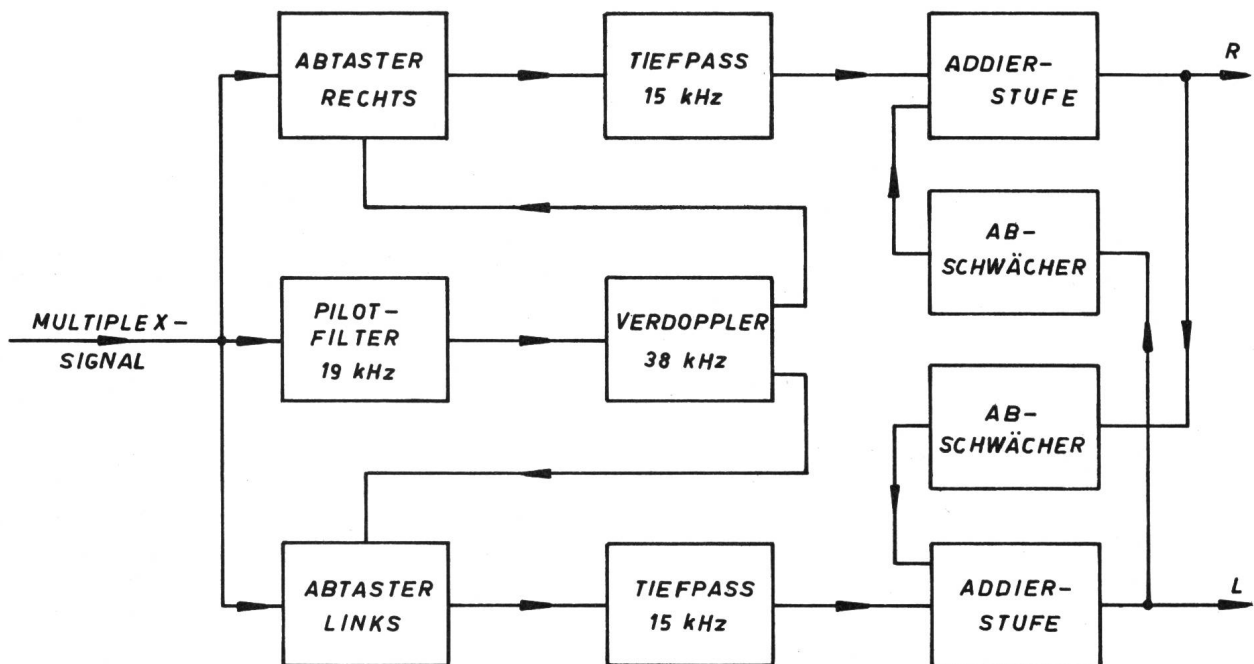 ABTASTER
RECHTS
TIEFPASS
15 kHz
ADDIER-
STUFE
R
AB-
SCHWÄCHER
MULTIPLEX-
SIGNAL
PILOT-
FILTER
19 kHz
VERDOPPLER
38 kHz
AB-
SCHWÄCHER
ABTASTER
LINKS
TIEFPASS
15 kHz
ADDIER-
STUFE
L